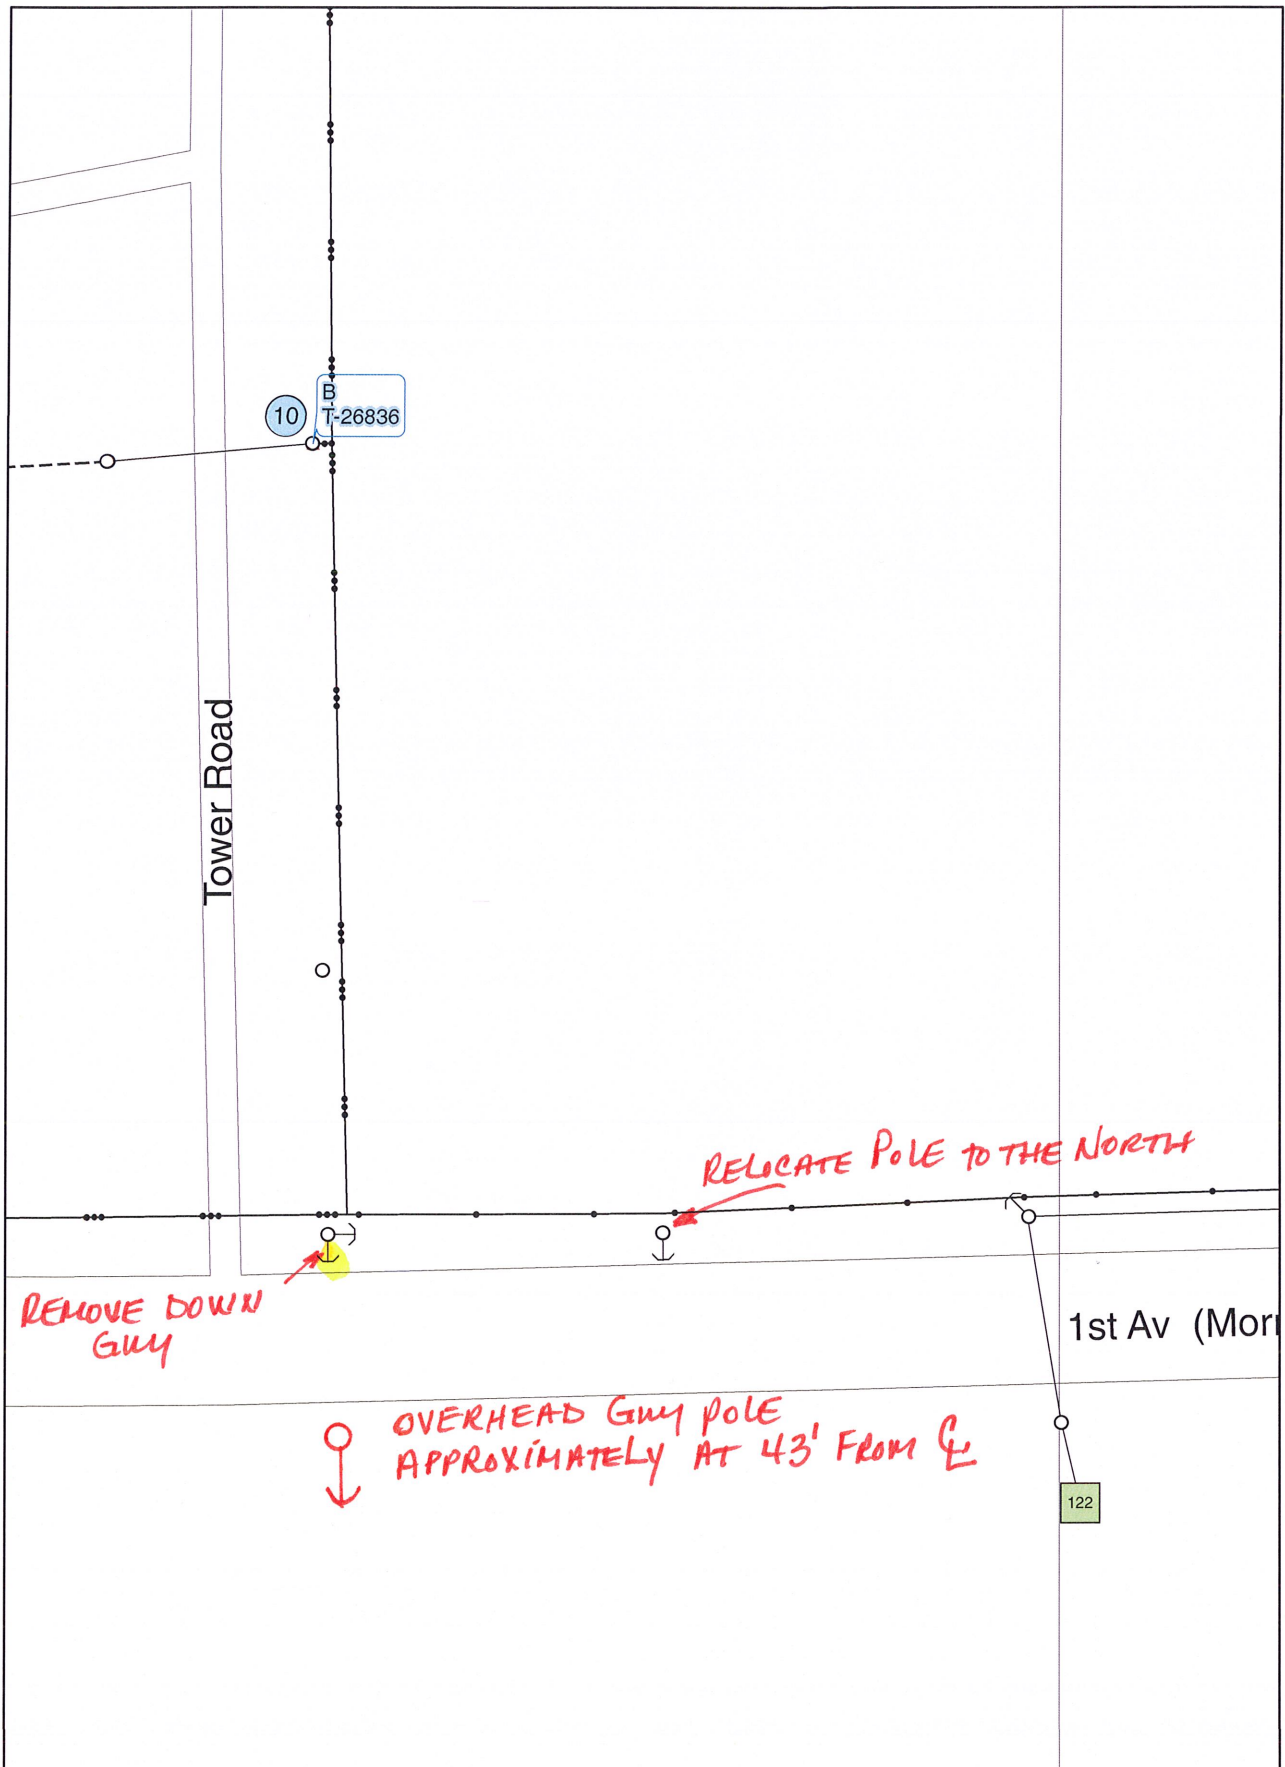 B
10
T-26836
Tower Road
RELOCATE POLE TO THE NORTH
REMOVE DOWN
GUY
1st Av (Mor
OVERHEAD GUY POLE
APPROXIMATELY AT 43' FROM ℄
122